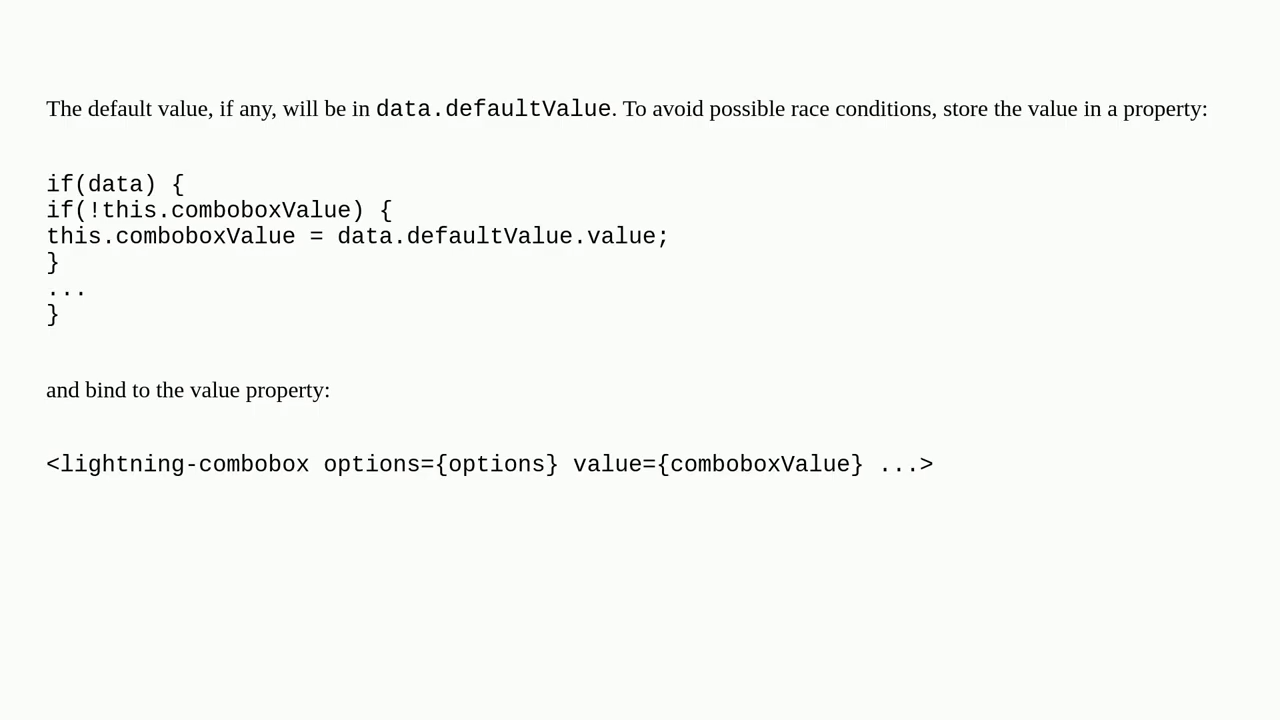 The default value, if any, will be in data.defaultValue. To avoid possible race conditions, store the value in a property:
if(data) {
if(!this.comboboxValue) {
this.comboboxValue = data.defaultValue.value;
}
...
}
and bind to the value property:
<lightning-combobox options={options} value={comboboxValue} ...>